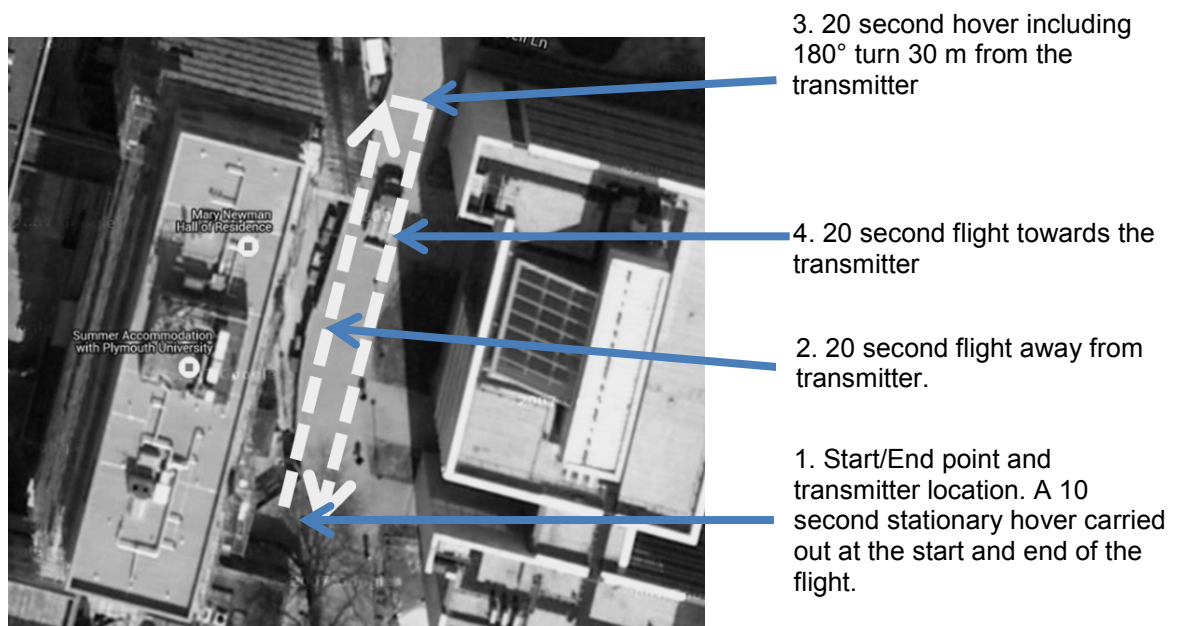 3. 20 second hover including
180° turn 30 m from the
transmitter
4. 20 second flight towards the
transmitter
2. 20 second flight away from
transmitter.
1. Start/End point and
transmitter location. A 10
second stationary hover carried
out at the start and end of the
flight.
Mary Newman
Hall of Residence
Summer Accommodation
with Plymouth University